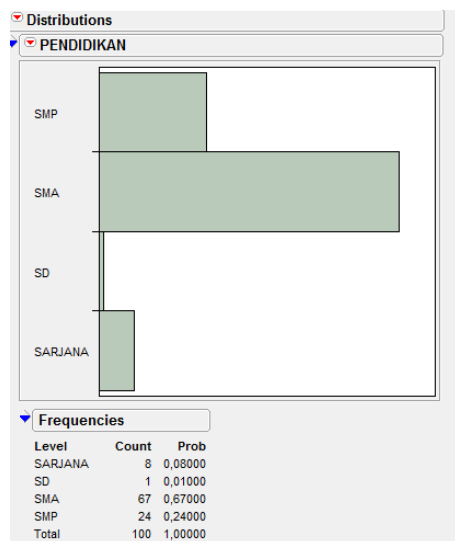 Distributions
PENDIDIKAN
SMP
SMA
SD
SARJANA
Frequencies
Level Count Prob
SARJANA 8 0,08000
SD 1 0,01000
SMA 67 0,67000
SMP 24 0,24000
Total 100 1,00000